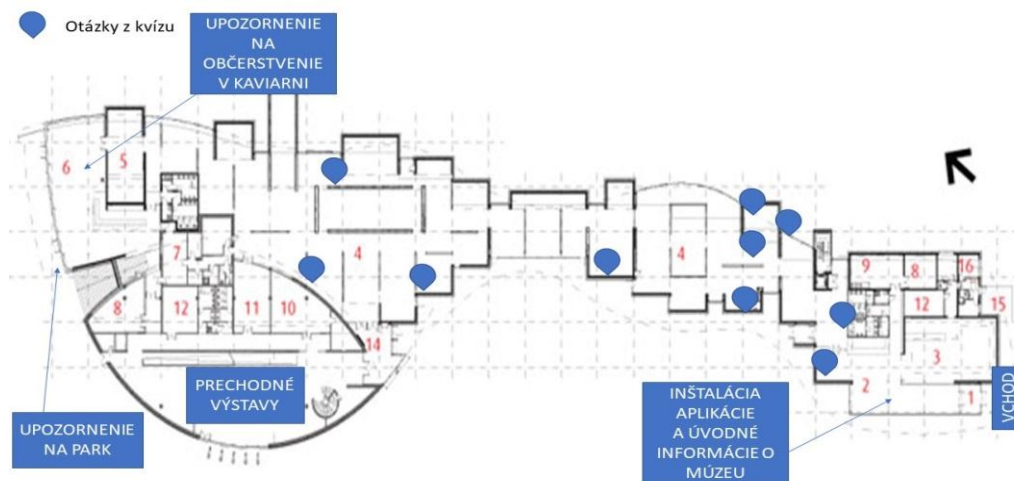 Otázky z kvízu
UPOZORNENIE
NA
OBČERSTVENIE
V KAVIARNI
6
5
7
4
8
12
11
10
14
PRECHODNÉ
VÝSTAVY
UPOZORNENIE
NA PARK
4
9
8
16
12
15
3
2
1
VCHOD
INŠTALÁCIA
APLIKÁCIE
A ÚVODNÉ
INFORMÁCIE O
MÚZEU